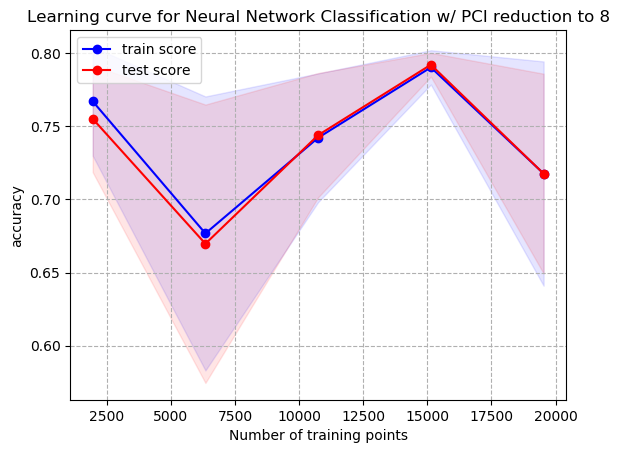 Learning curve for Neural Network Classification w/ PCI reduction to 8
train score
test score
0.80
0.75
0.70
0.65
0.60
accuracy
2500 5000 7500 10000 12500 15000 17500 20000
Number of training points